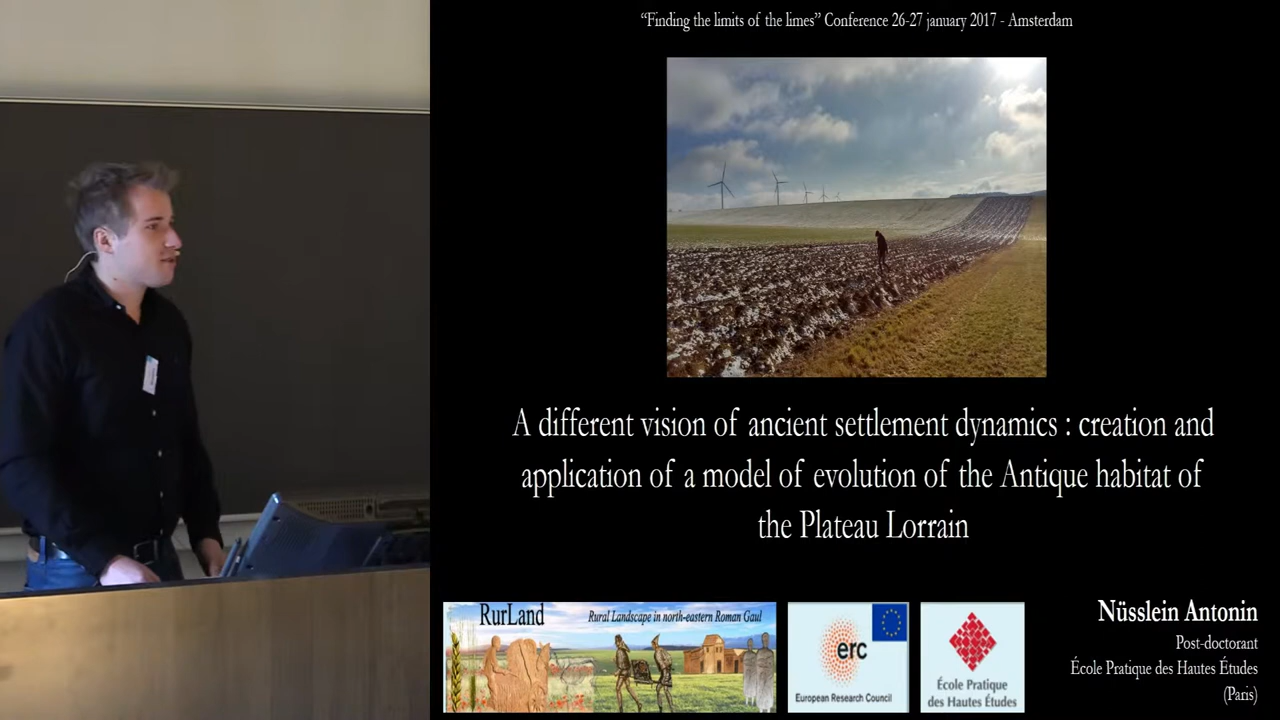 “Finding the limits of the limes” Conference 26-27 january 2017 - Amsterdam
A different vision of ancient settlement dynamics : creation and
application of a model of evolution of the Antique habitat of
the Plateau Lorrain
RurLand
Rural Landscape in north-eastern Roman Gaul
erc
European Research Council
École Pratique
des Hautes Études
Nüsslein Antonin
Post-doctorant
École Pratique des Hautes Études
(Paris)